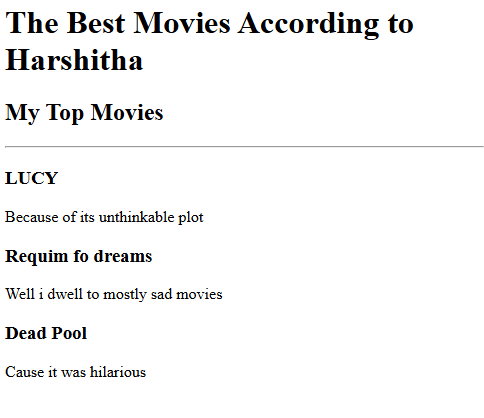 The Best Movies According to
Harshitha
My Top Movies
LUCY
Because of its unthinkable plot
Requim fo dreams
Well i dwell to mostly sad movies
Dead Pool
Cause it was hilarious